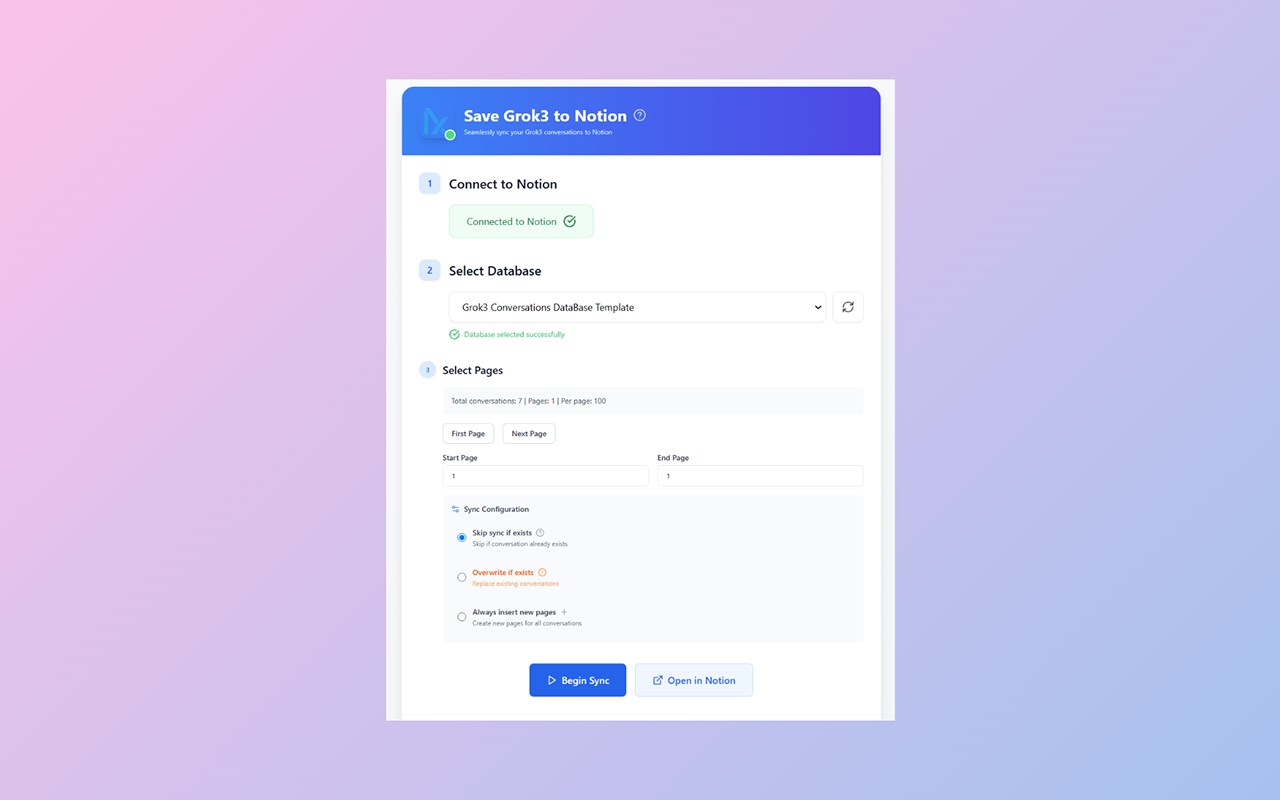 Save Grok3 to Notion
Seamlessly sync your Grok3 conversations to Notion
1 Connect to Notion
Connected to Notion
2 Select Database
Grok3 Conversations DataBase Template
Database selected successfully
3 Select Pages
Total conversations: 7 | Pages: 1 | Per page: 100
First Page Next Page
Start Page End Page
1 1
Sync Configuration
Skip sync if exists
Skip if conversation already exists
Overwrite if exists
Replace existing conversations
Always insert new pages
Create new pages for all conversations
Begin Sync Open in Notion